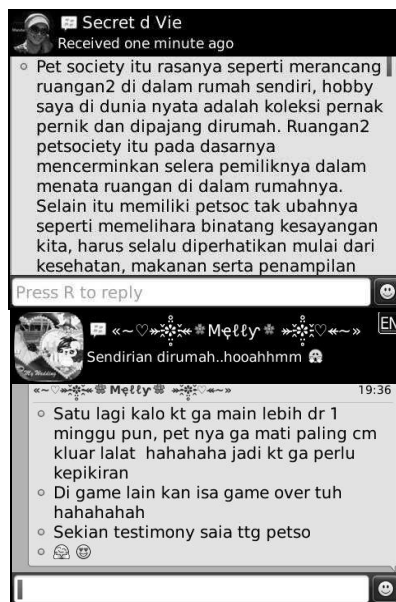 Secret d Vie
Received one minute ago
Pet society itu rasanya seperti merancang
ruangan2 di dalam rumah sendiri, hobby
saya di dunia nyata adalah koleksi pernak
pernik dan dipajang dirumah. Ruangan2
petsociety itu pada dasarnya
mencerminkan selera pemiliknya dalam
menata ruangan di dalam rumahnya.
Selain itu memiliki petsoc tak ubahnya
seperti memelihara binatang kesayangan
kita, harus selalu diperhatikan mulai dari
kesehatan, makanan serta penampilan
Press R to reply
«~♡»҉«❀Męℓℓƴ❀»҉♡«~»
EN
Sendirian dirumah..hooahhmm
My Wedding
«~♡»҉«❀Męℓℓƴ❀»҉♡«~» 19:36
Satu lagi kalo kt ga main lebih dr 1
minggu pun, pet nya ga mati paling cm
kluar lalat hahahaha jadi kt ga perlu
kepikiran
Di game lain kan isa game over tuh
hahahahah
Sekian testimony saia ttg petso